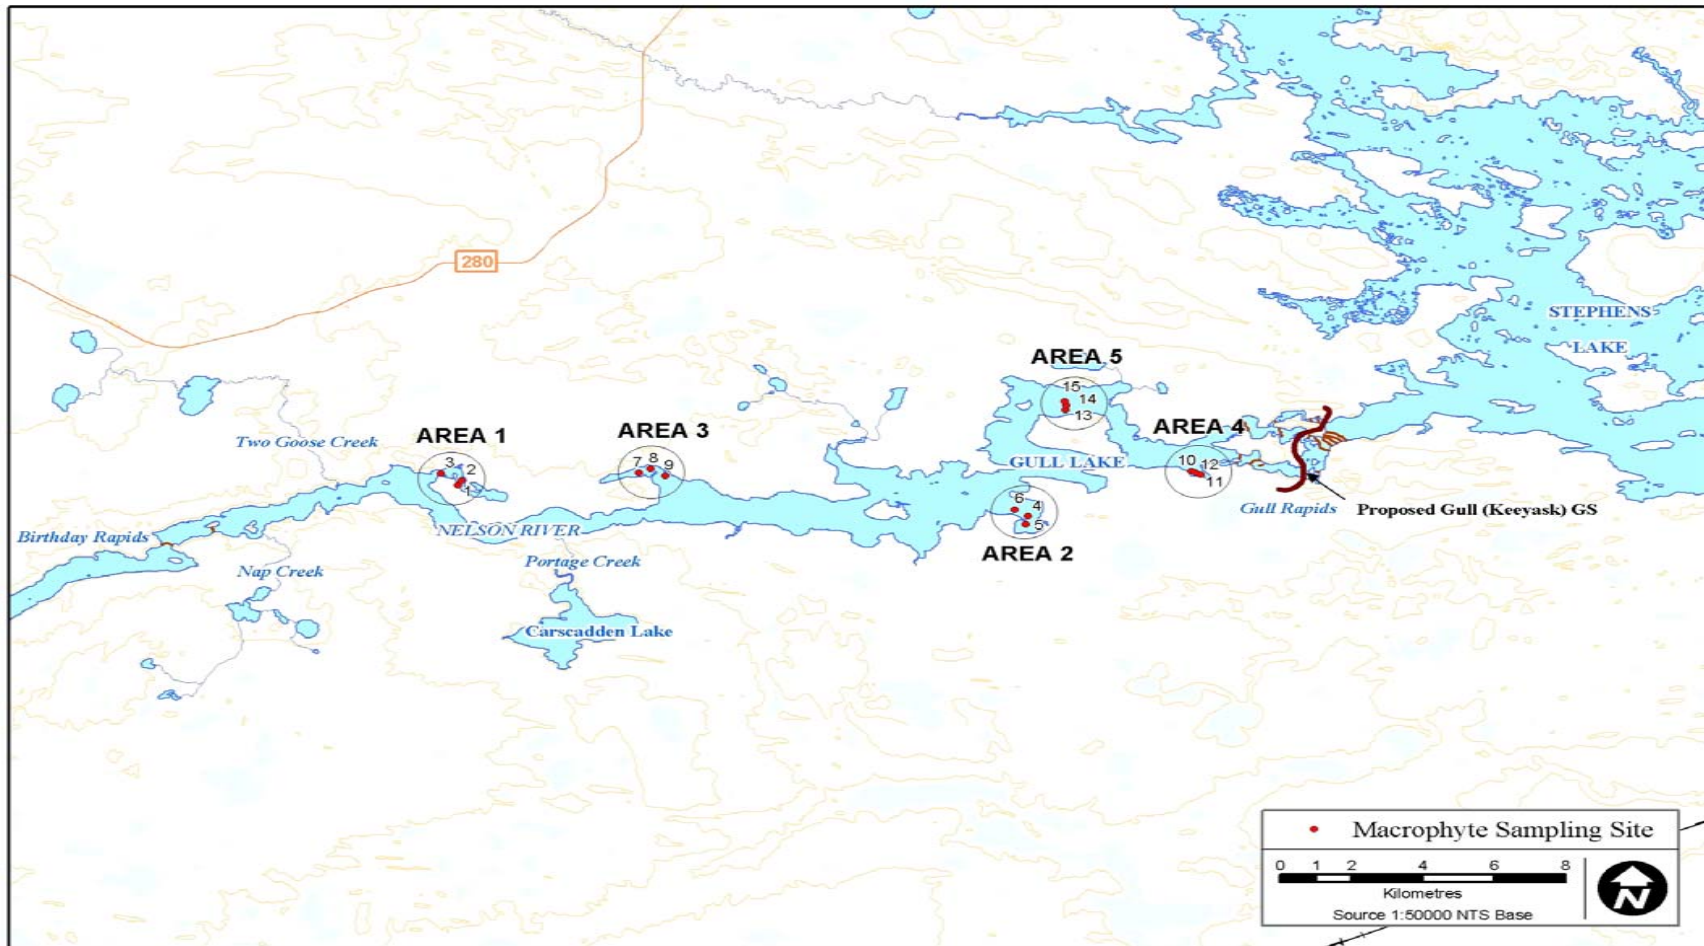 280
STEPHENS
LAKE
AREA 5
15
14
13
AREA 4
10
12
11
Two Goose Creek
AREA 1
3
2
1
AREA 3
7
8
9
GULL LAKE
6
4
5
AREA 2
Gull Rapids
Proposed Gull (Keeyask) GS
Birthday Rapids
NELSON RIVER
Nap Creek
Portage Creek
Carscadden Lake
Macrophyte Sampling Site
0 1 2 4 6 8
Kilometres
Source 1:50000 NTS Base
N